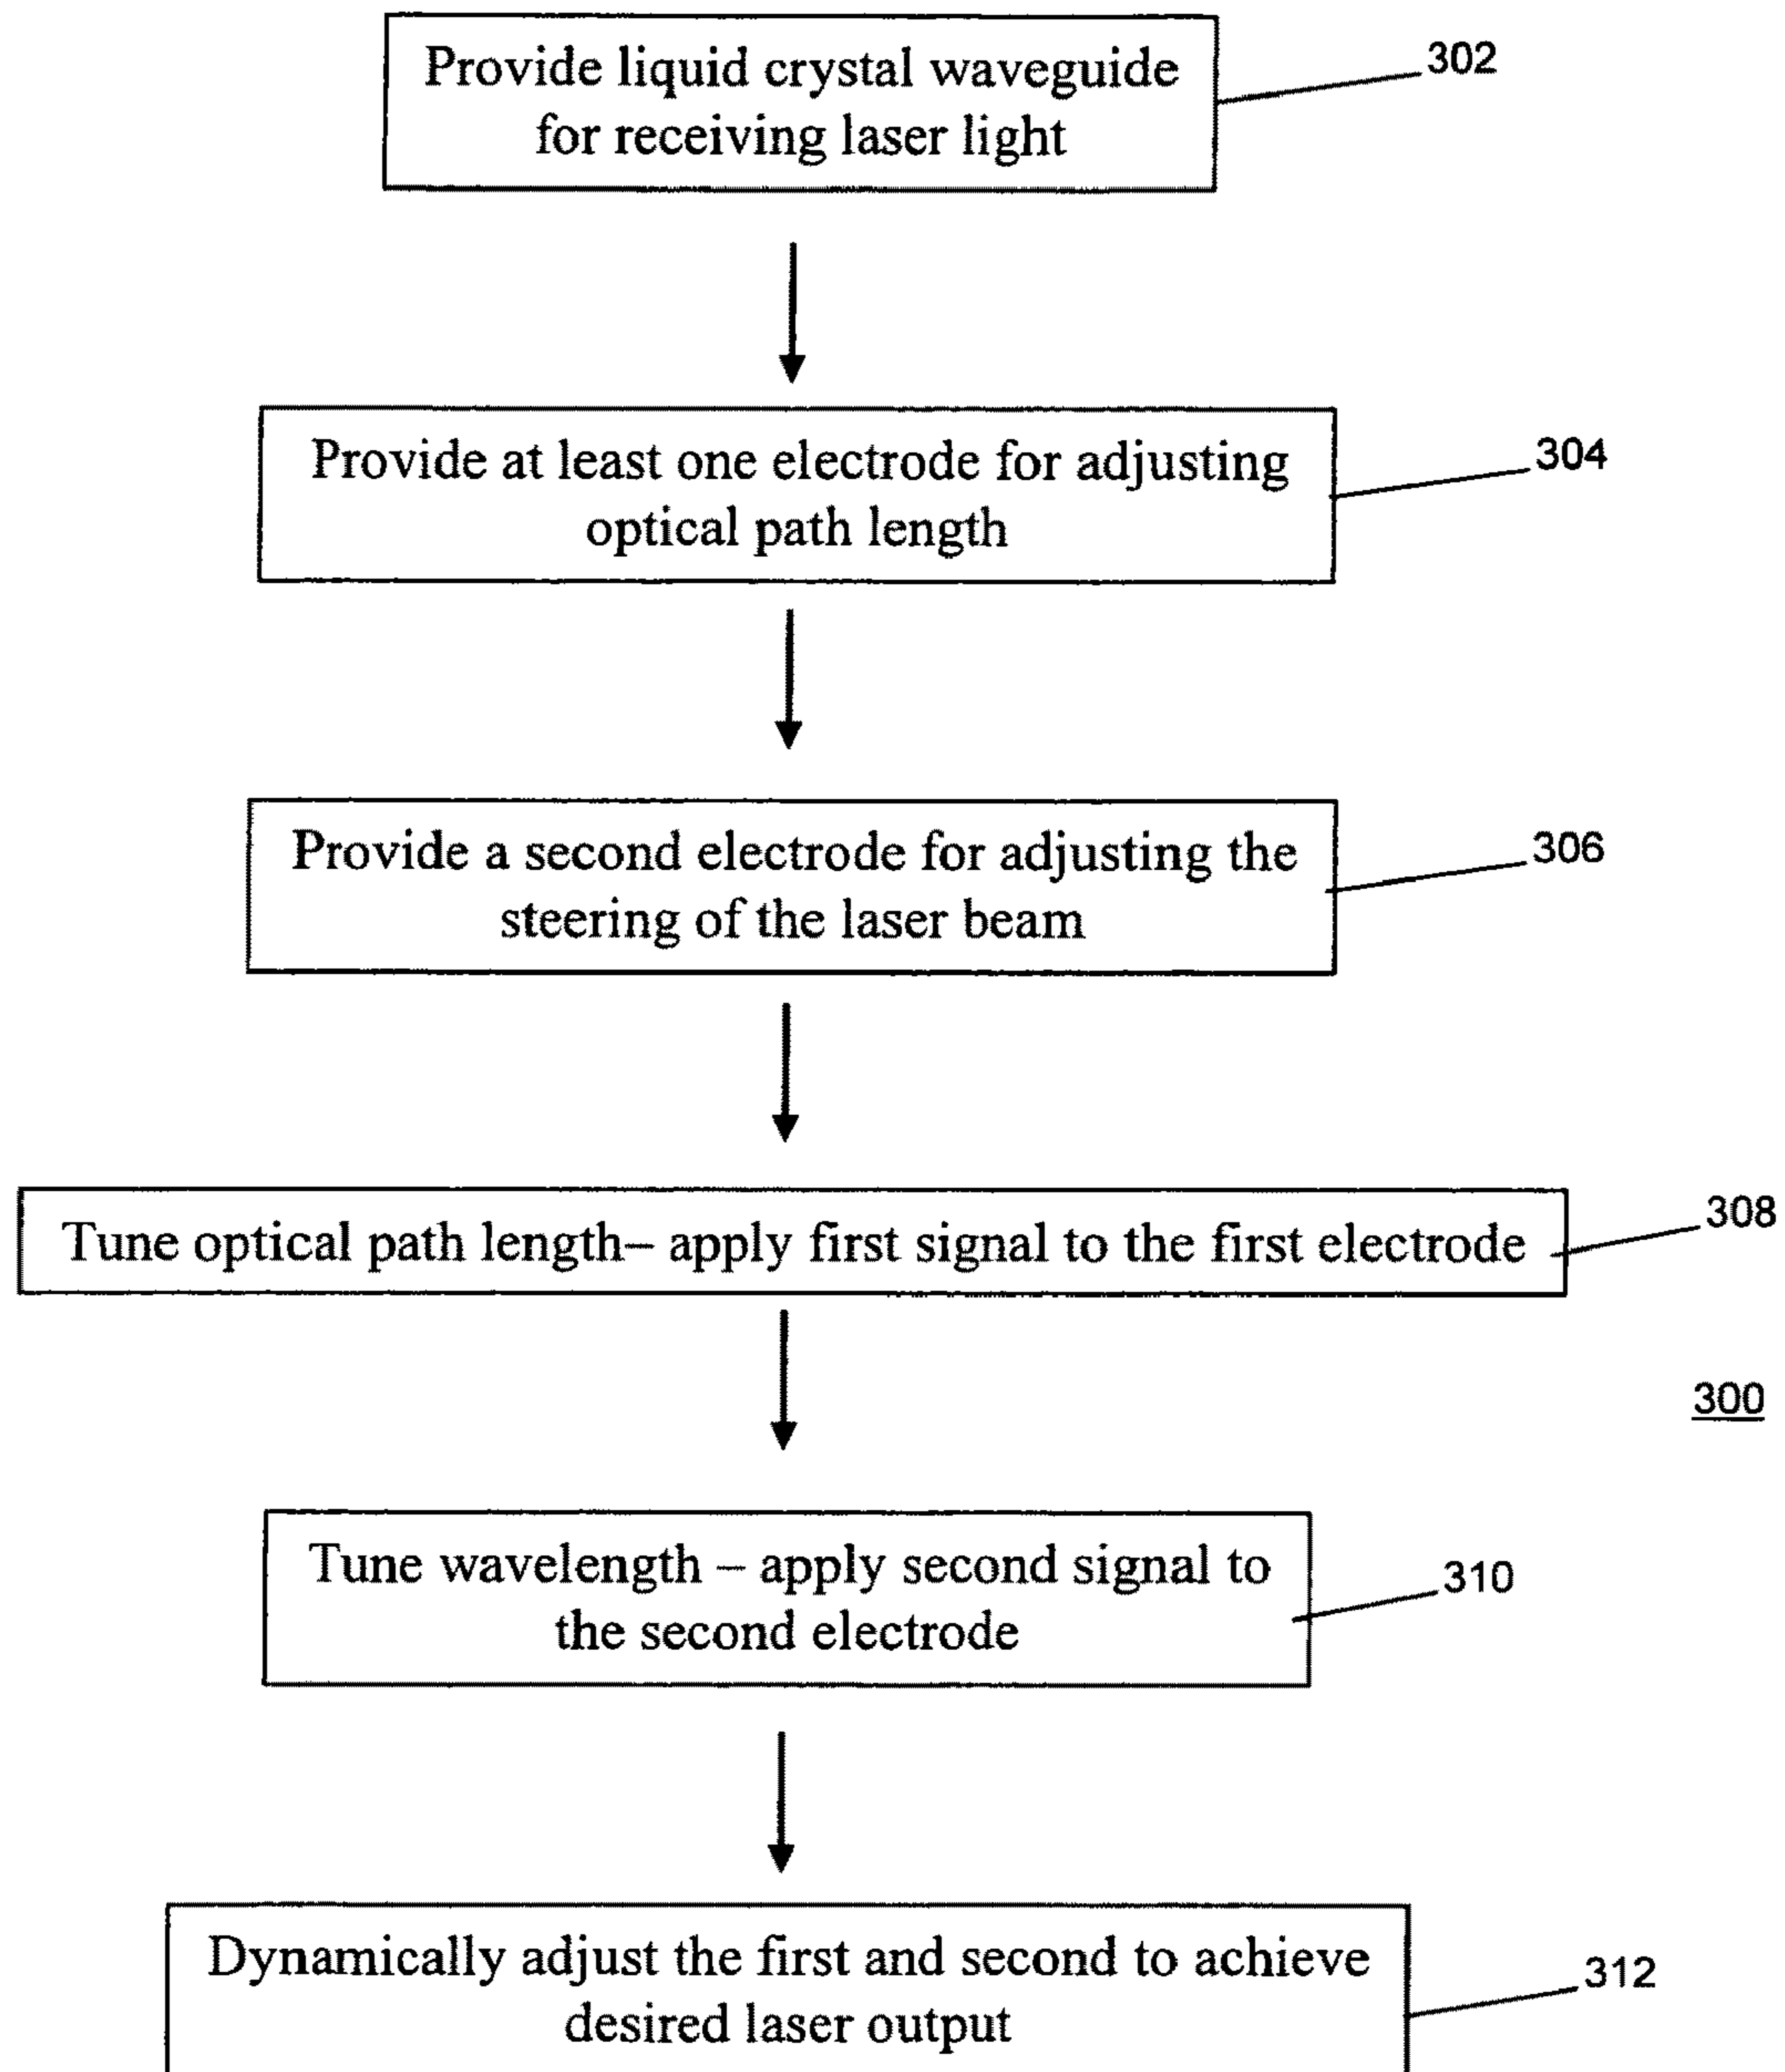 Provide liquid crystal waveguide
for receiving laser light
302
Provide at least one electrode for adjusting
optical path length
304
Provide a second electrode for adjusting the
steering of the laser beam
306
Tune optical path length– apply first signal to the first electrode
308
300
Tune wavelength – apply second signal to
the second electrode
310
Dynamically adjust the first and second to achieve
desired laser output
312